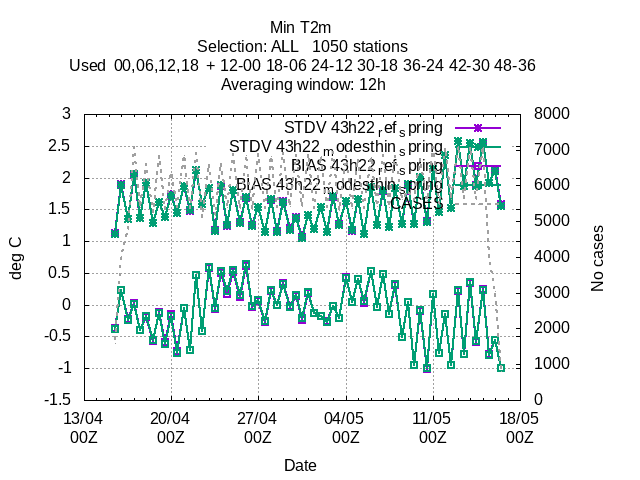 Min T2m
Selection: ALL   1050 stations
Used  00,06,12,18  + 12-00 18-06 24-12 30-18 36-24 42-30 48-36
Averaging window: 12h
STDV 43h22refspring
STDV 43h22modesthinspring
BIAS 43h22refspring
BIAS 43h22modesthinspring
CASES
3
2.5
2
1.5
1
0.5
0
-0.5
-1
-1.5
deg C
8000
7000
6000
5000
4000
3000
2000
1000
0
No cases
13/04 20/04 27/04 04/05 11/05 18/05
00Z 00Z 00Z 00Z 00Z 00Z
Date